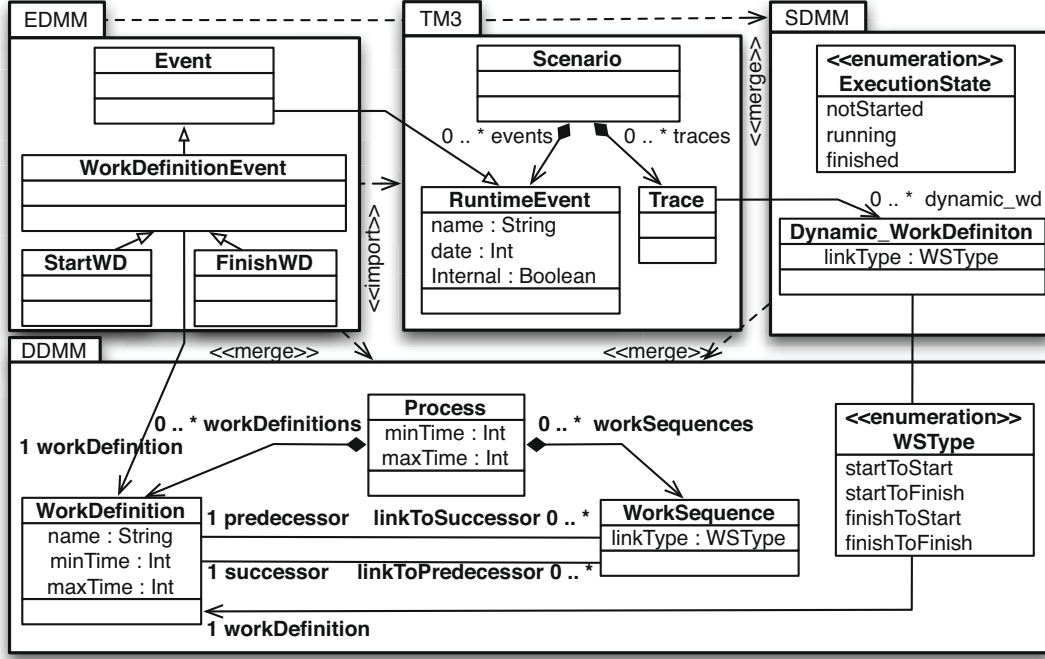 EDMM
TM3
SDMM
Event
Scenario
<<merge>>
<<enumeration>>
ExecutionState
notStarted
running
finished
0 .. * events
0 .. * traces
WorkDefinitionEvent
<<import>>
RuntimeEvent
name : String
date : Int
Internal : Boolean
Trace
0 .. * dynamic_wd
Dynamic_WorkDefiniton
linkType : WSType
StartWD
FinishWD
DDMM
<<merge>>
<<merge>>
Process
minTime : Int
maxTime : Int
0 .. * workDefinitions
0 .. * workSequences
1 workDefinition
<<enumeration>>
WSType
startToStart
startToFinish
finishToStart
finishToFinish
WorkDefinition
name : String
minTime : Int
maxTime : Int
1 predecessor
linkToSuccessor 0 .. *
WorkSequence
linkType : WSType
1 successor
linkToPredecessor 0 .. *
1 workDefinition